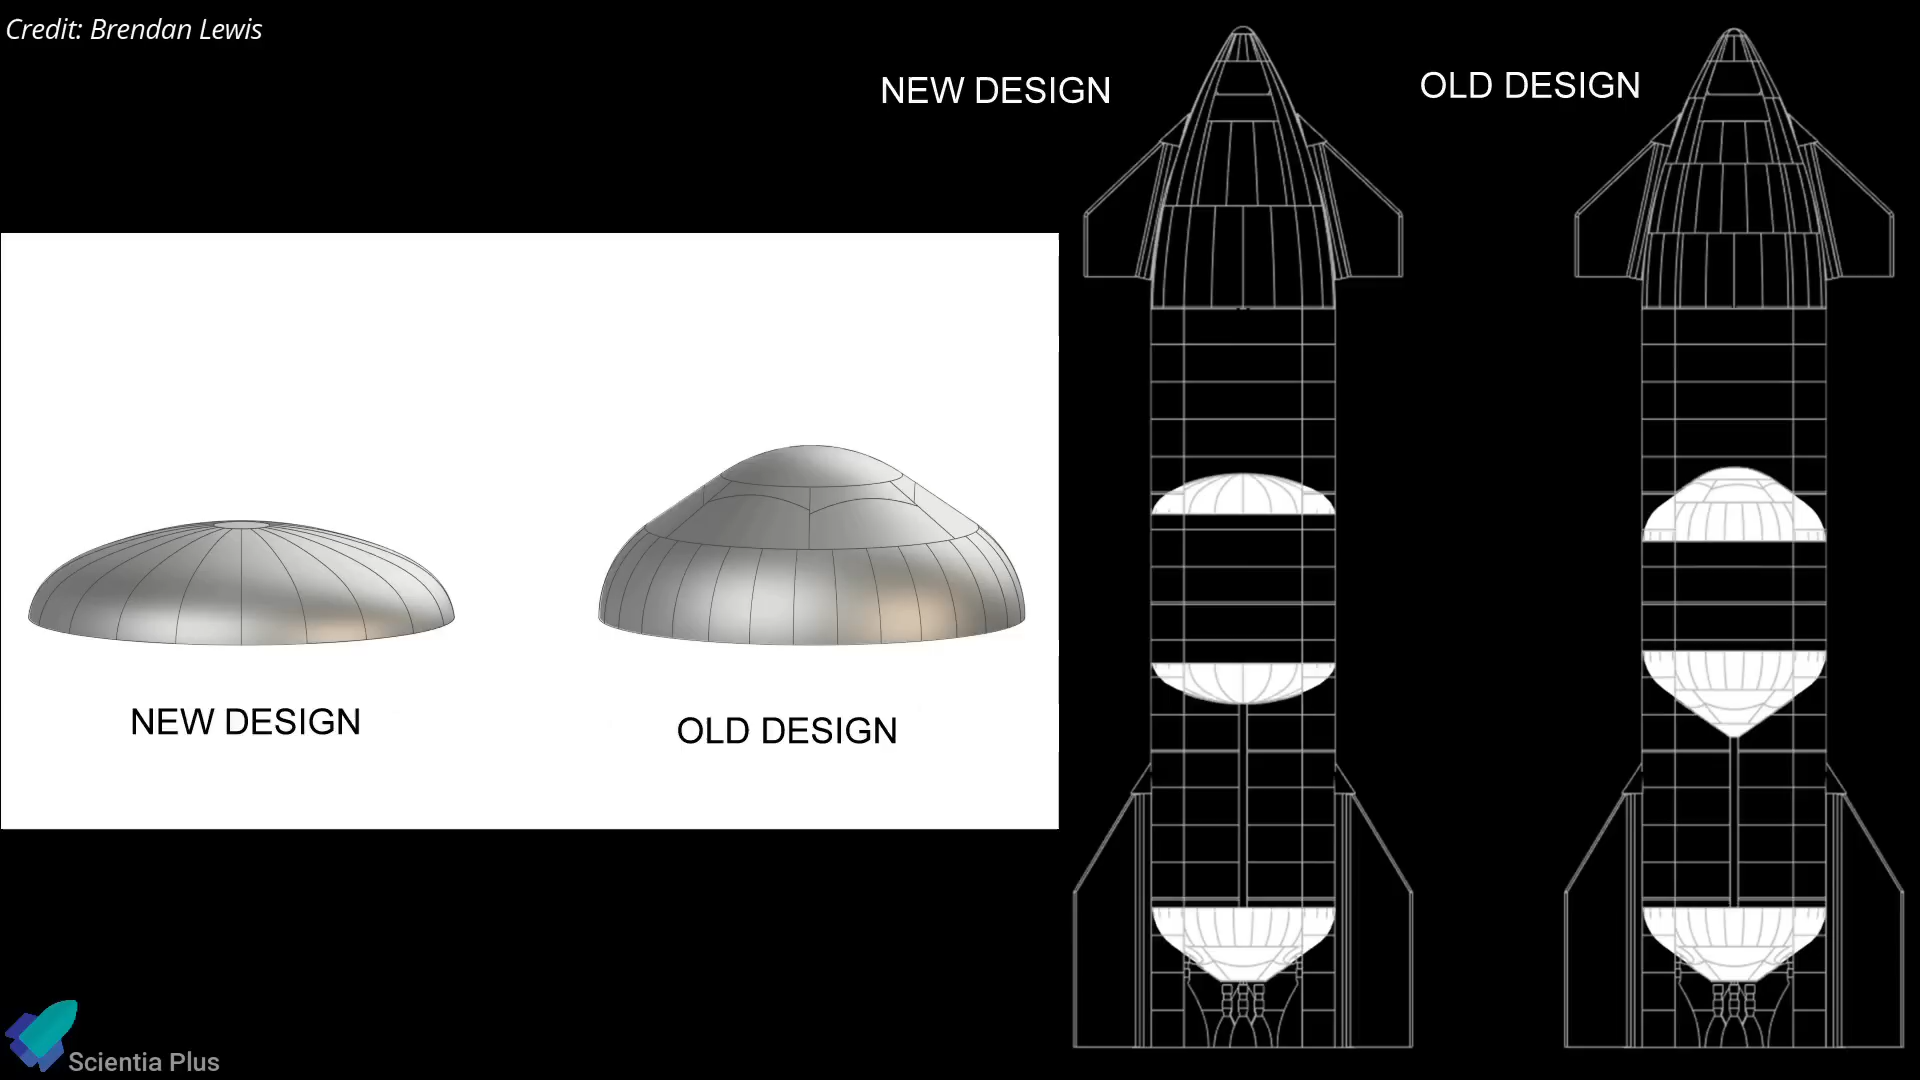 Credit: Brendan Lewis
NEW DESIGN
OLD DESIGN
NEW DESIGN
OLD DESIGN
Scientia Plus